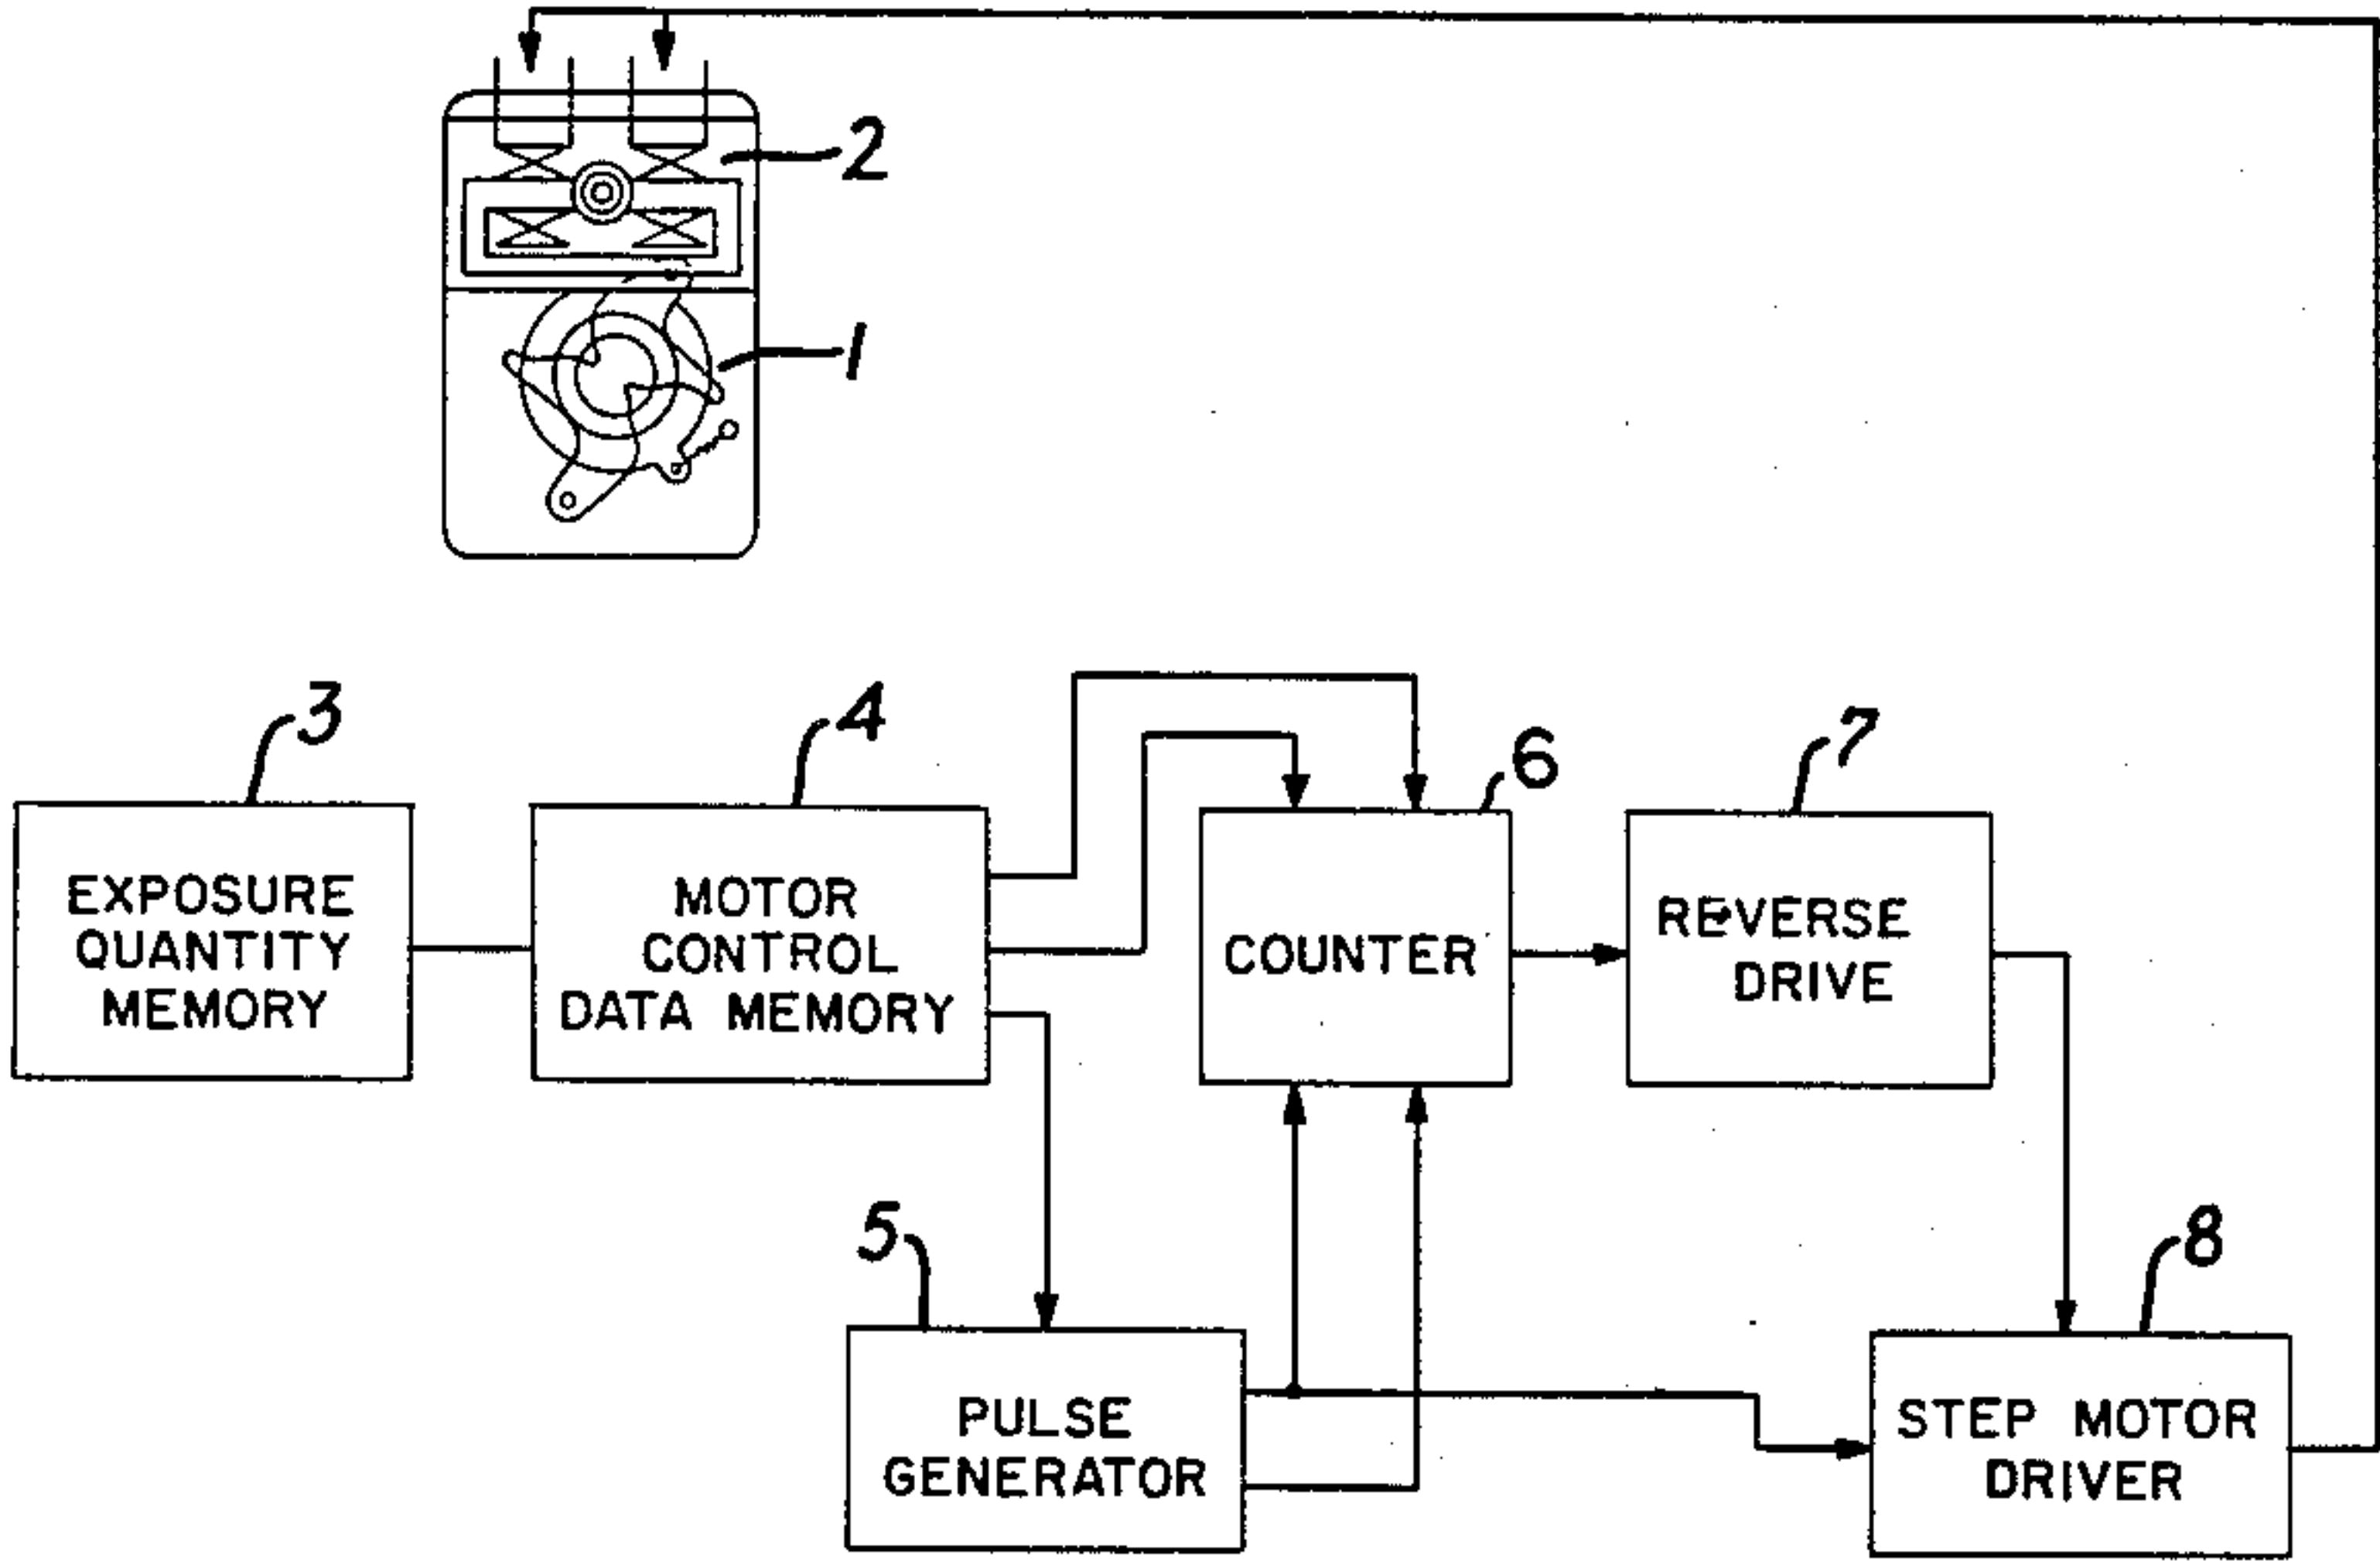 2
1
3
4
6
7
EXPOSURE
QUANTITY
MEMORY
MOTOR
CONTROL
DATA MEMORY
COUNTER
REVERSE
DRIVE
5
8
PULSE
GENERATOR
STEP MOTOR
DRIVER